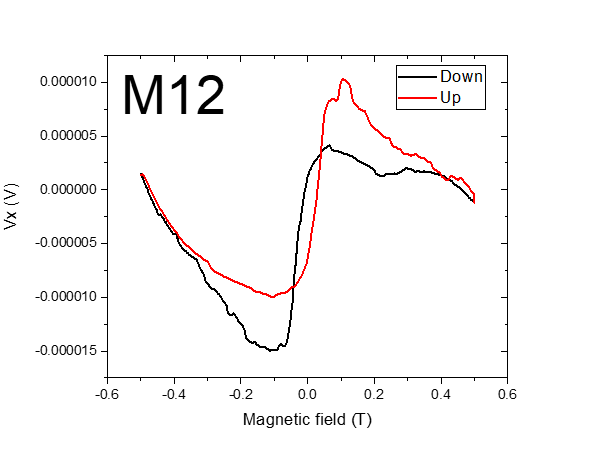 M12
Down
Up
0.000010
0.000005
0.000000
-0.000005
-0.000010
-0.000015
Vx (V)
-0.6 -0.4 -0.2 0.0 0.2 0.4 0.6
Magnetic field (T)